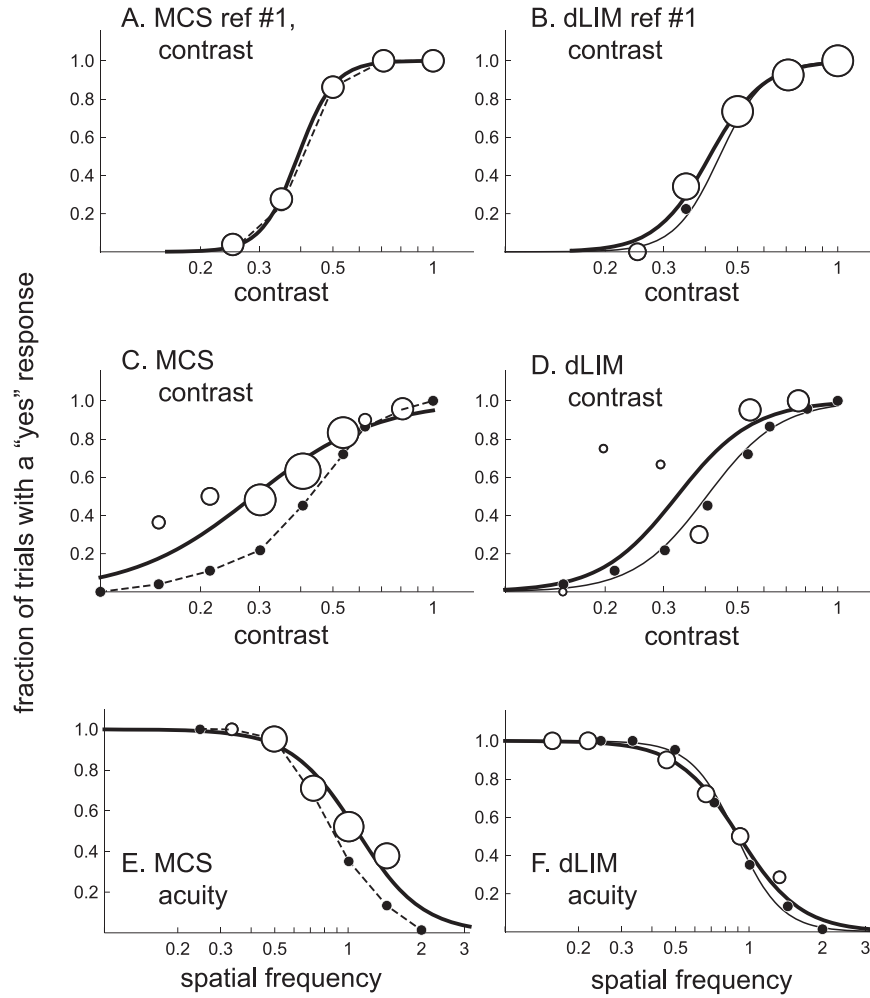 A. MCS ref #1,
contrast
1.0
0.8
0.6
0.4
0.2
0.2 0.3 0.5 1
contrast
B. dLIM ref #1
contrast
1.0
0.8
0.6
0.4
0.2
0.2 0.3 0.5 1
contrast
fraction of trials with a “yes” response
C. MCS
contrast
1.0
0.8
0.6
0.4
0.2
0.2 0.3 0.5 1
contrast
D. dLIM
contrast
1.0
0.8
0.6
0.4
0.2
0.2 0.3 0.5 1
contrast
E. MCS
acuity
1.0
0.8
0.6
0.4
0.2
0.2 0.3 0.5 1 2 3
spatial frequency
F. dLIM
acuity
1.0
0.8
0.6
0.4
0.2
0.2 0.3 0.5 1 2 3
spatial frequency